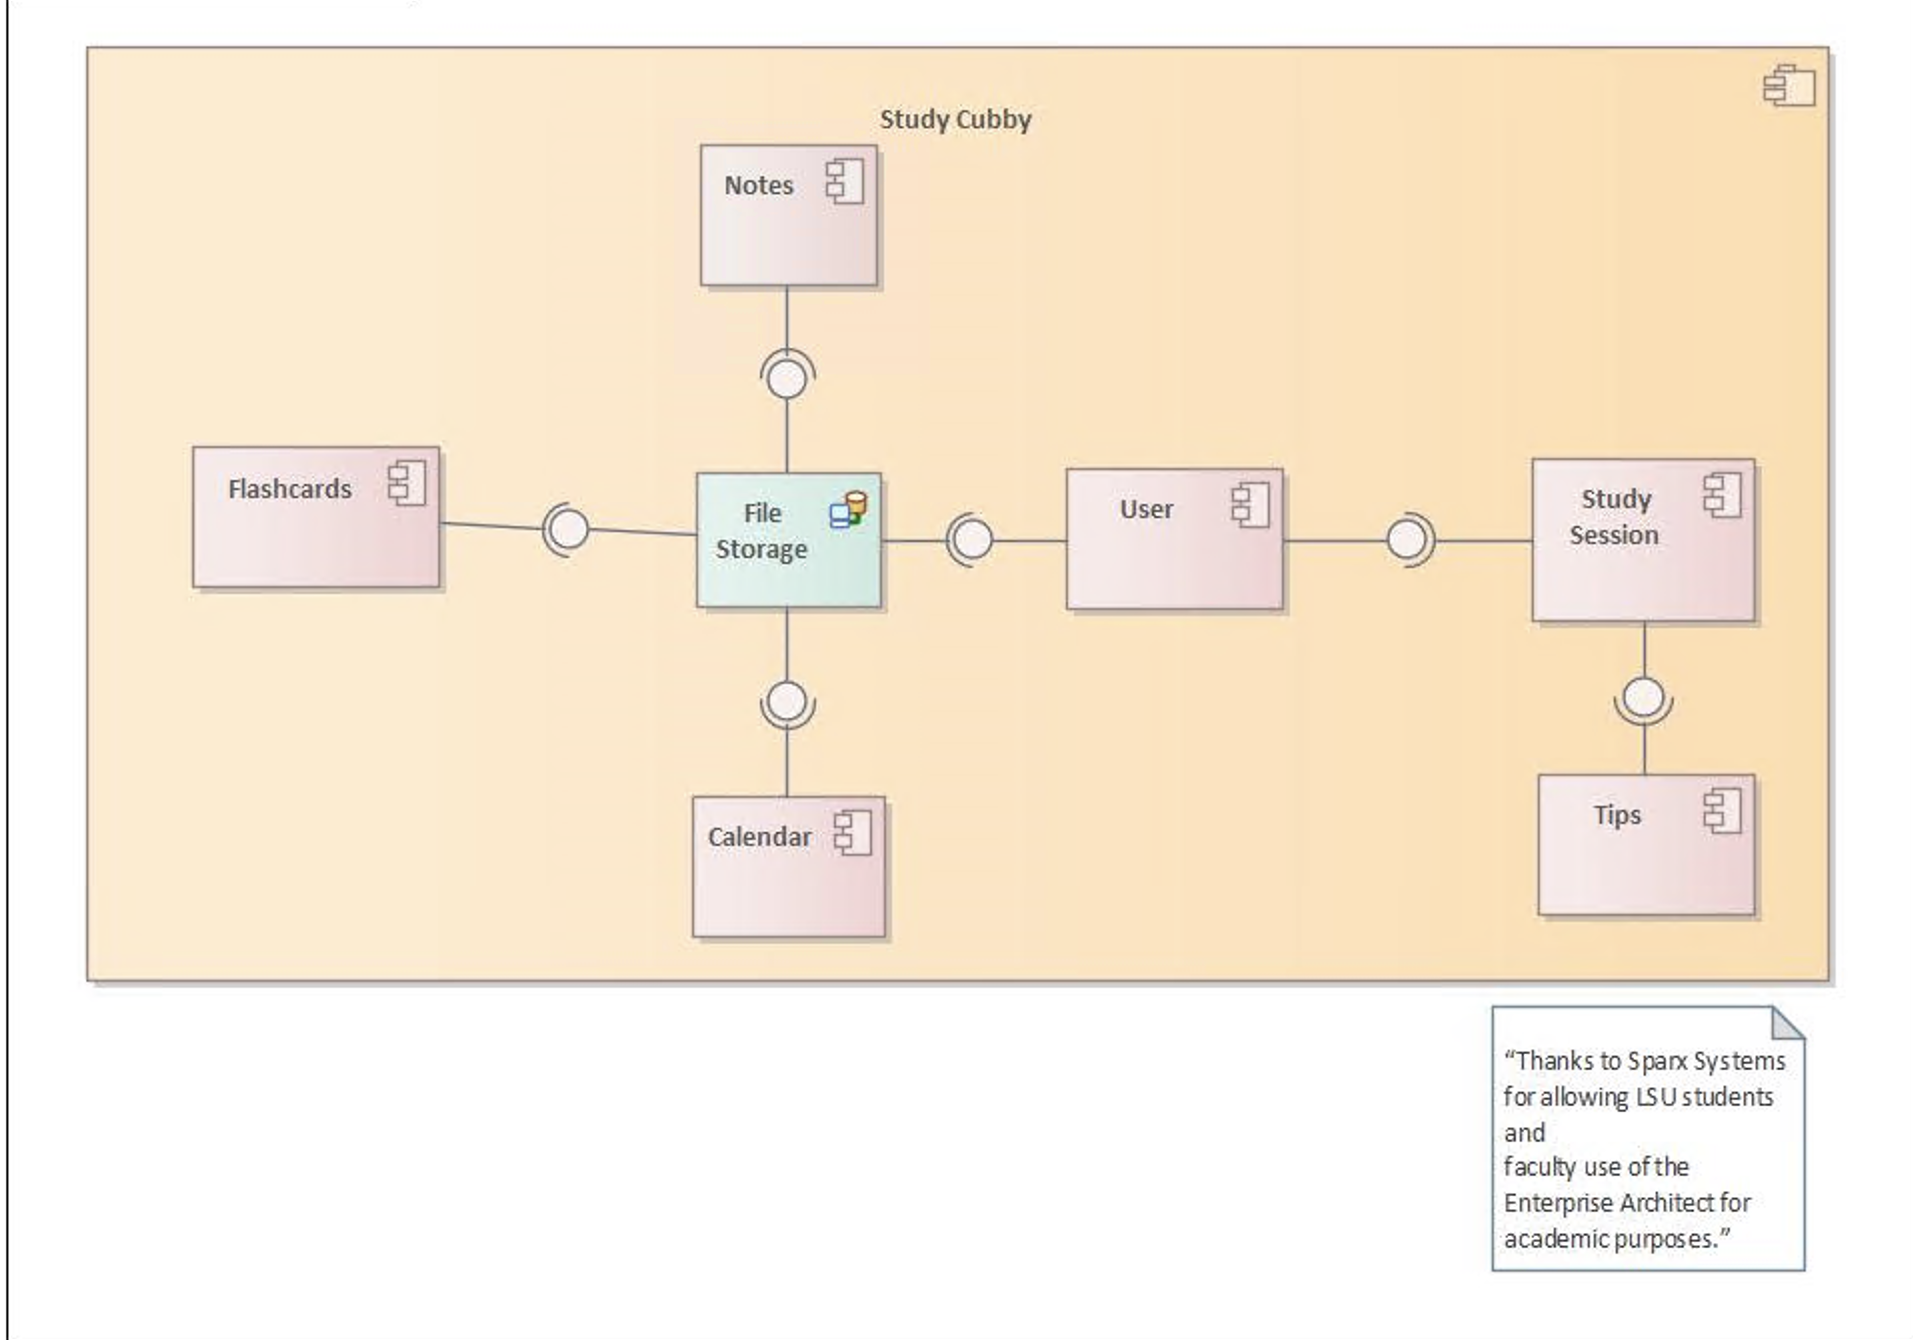 Study Cubby
Notes
Flashcards
File
Storage
User
Study
Session
Calendar
Tips
“Thanks to Sparx Systems
for allowing LSU students
and
faculty use of the
Enterprise Architect for
academic purposes.”